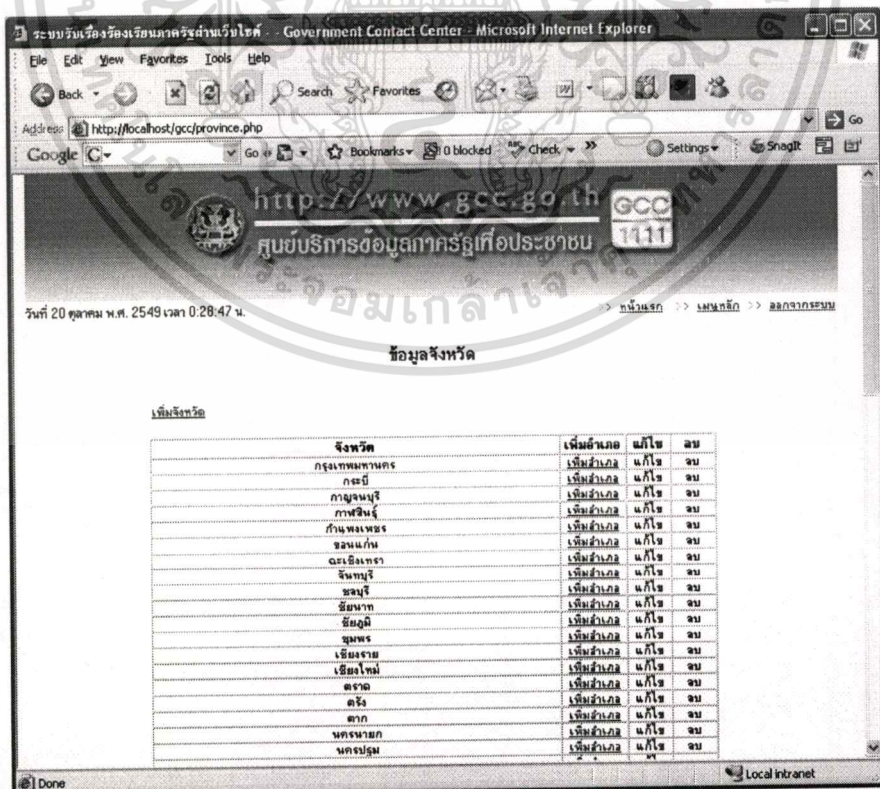 ระบบรับเรื่องร้องเรียนภาครัฐผ่านเว็บไซต์ - - Government Contact Center - Microsoft Internet Explorer
File Edit View Favorites Tools Help
Back Search Favorites
Address http://localhost/gcc/province.php Go
Google Go Bookmarks 0 blocked Check Settings SnagIt
http://www.gcc.go.th
GCC
1111
ศูนย์บริการข้อมูลภาครัฐเพื่อประชาชน
วันที่ 20 ตุลาคม พ.ศ. 2549 เวลา 0:28:47 น.
>> หน้าแรก >> เมนูหลัก >> ออกจากระบบ
ข้อมูลจังหวัด
เพิ่มจังหวัด
จังหวัด เพิ่มอำเภอ แก้ไข ลบ
กรุงเทพมหานคร เพิ่มอำเภอ แก้ไข ลบ
กระบี่ เพิ่มอำเภอ แก้ไข ลบ
กาญจนบุรี เพิ่มอำเภอ แก้ไข ลบ
กาฬสินธุ์ เพิ่มอำเภอ แก้ไข ลบ
กำแพงเพชร เพิ่มอำเภอ แก้ไข ลบ
ขอนแก่น เพิ่มอำเภอ แก้ไข ลบ
ฉะเชิงเทรา เพิ่มอำเภอ แก้ไข ลบ
จันทบุรี เพิ่มอำเภอ แก้ไข ลบ
ชลบุรี เพิ่มอำเภอ แก้ไข ลบ
ชัยนาท เพิ่มอำเภอ แก้ไข ลบ
ชัยภูมิ เพิ่มอำเภอ แก้ไข ลบ
ชุมพร เพิ่มอำเภอ แก้ไข ลบ
เชียงราย เพิ่มอำเภอ แก้ไข ลบ
เชียงใหม่ เพิ่มอำเภอ แก้ไข ลบ
ตราด เพิ่มอำเภอ แก้ไข ลบ
ตรัง เพิ่มอำเภอ แก้ไข ลบ
ตาก เพิ่มอำเภอ แก้ไข ลบ
นครนายก เพิ่มอำเภอ แก้ไข ลบ
นครปฐม เพิ่มอำเภอ แก้ไข ลบ
Done Local intranet